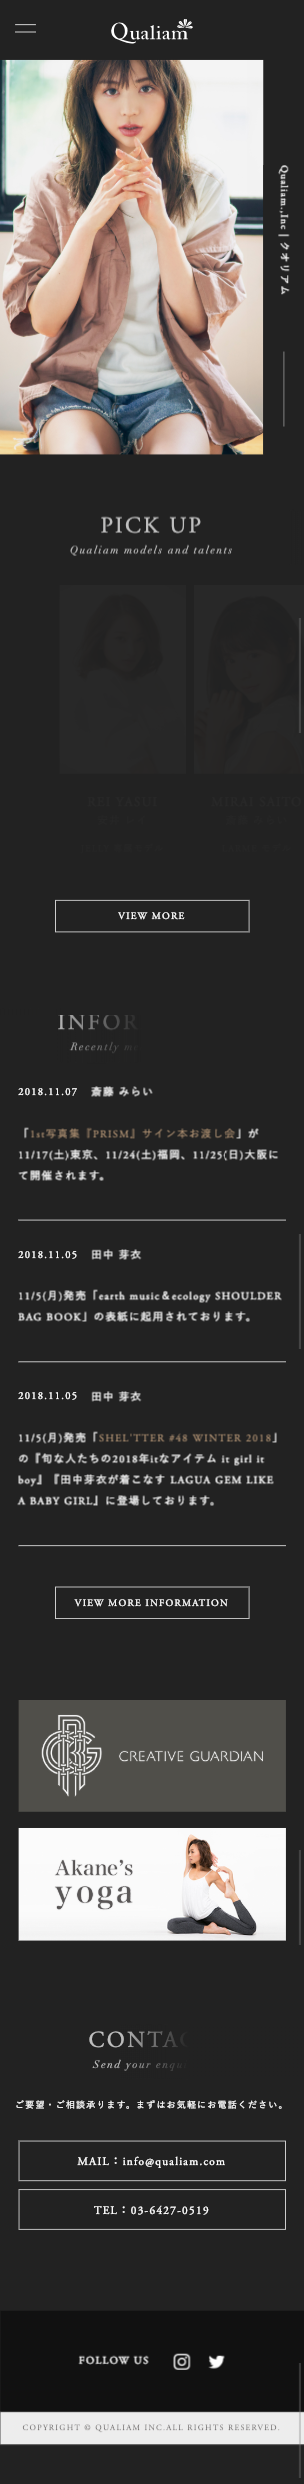 Qualiam
Qualiam.,Inc | クオリアム
PICK UP
Qualiam models and talents
KEI YASUI
MIRAI SAITO
VIEW MORE
INFOR
Recently
2018.11.07 斎藤 みらい
「1st写真集『PRISM』サイン本お渡し会」が
11/17(土)東京、11/24(土)福岡、11/25(日)大阪に
て開催されます。
2018.11.05 田中 芽衣
11/5(月)発売「earth music&ecology SHOULDER
BAG BOOK」の表紙に起用されております。
2018.11.05 田中 芽衣
11/5(月)発売「SHEL'TTER #48 WINTER 2018」
の『旬な人たちの2018年itなアイテム it girl it
boy』『田中芽衣が着こなす LAGUA GEM LIKE
A BABY GIRL』に登場しております。
VIEW MORE INFORMATION
CREATIVE GUARDIAN
Akane's
yoga
CONTAC
Send your enqu
ご要望・ご相談承ります。まずはお気軽にお電話ください。
MAIL：info@qualiam.com
TEL：03-6427-0519
FOLLOW US
COPYRIGHT © QUALIAM INC.ALL RIGHTS RESERVED.